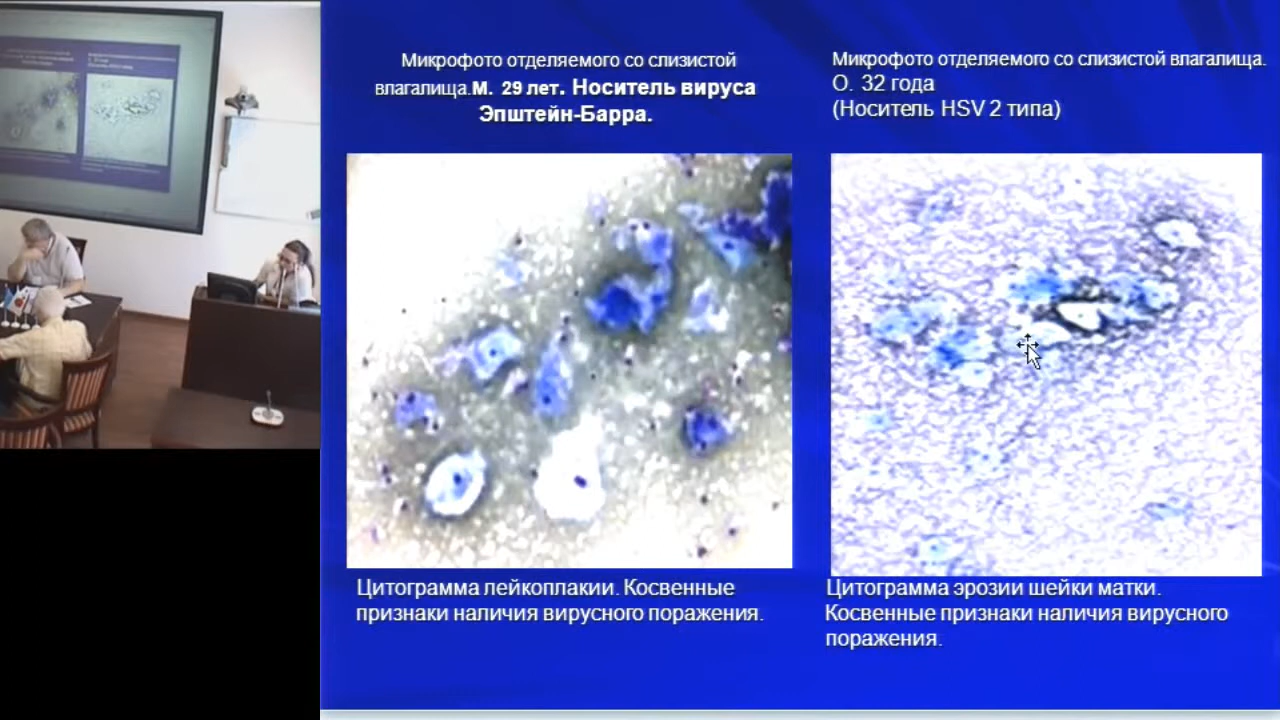 Микрофото отделяемого со слизистой
влагалища.М. 29 лет. Носитель вируса
Эпштейн-Барра.
Микрофото отделяемого со слизистой влагалища.
О. 32 года
(Носитель HSV 2 типа)
Цитограмма лейкоплакии. Косвенные
признаки наличия вирусного поражения.
Цитограмма эрозии шейки матки.
Косвенные признаки наличия вирусного
поражения.